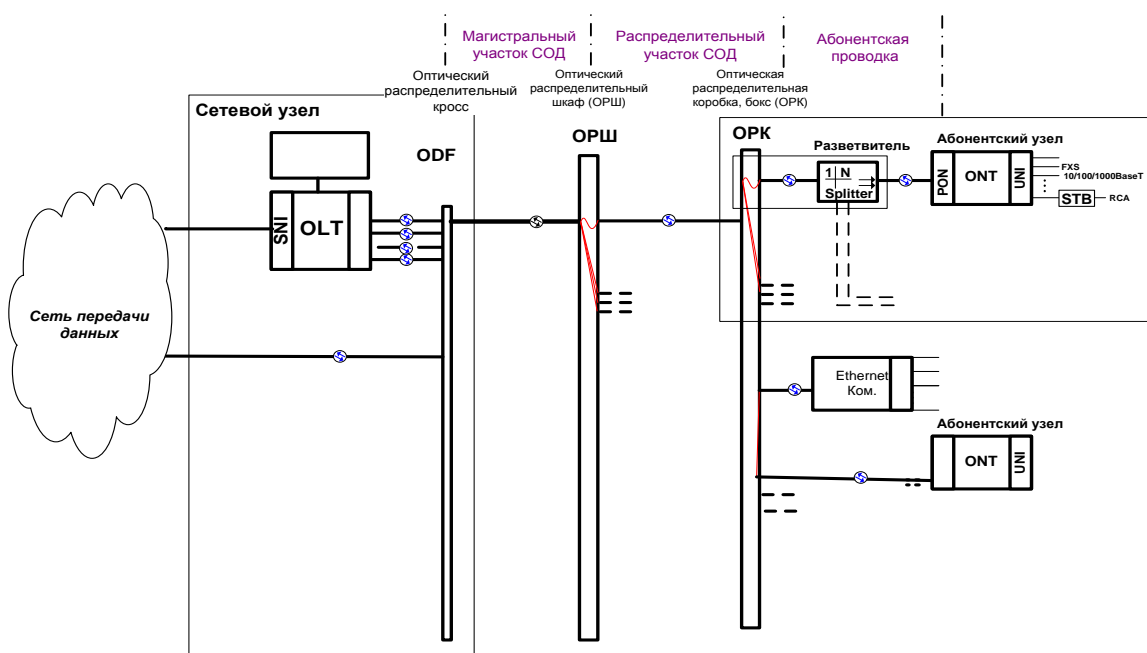 Магистральный
участок СОД
Распределительный
участок СОД
Абонентская
проводка
Оптический
распределительный
кросс
Оптический
распределительный
шкаф (ОРШ)
Оптическая
распределительная
коробка, бокс (ОРК)
Сетевой узел
ODF
ОРШ
ОРК
Разветвитель
Абонентский узел
SNI
OLT
1 N
Splitter
PON
ONT
UNI
FXS
10/100/1000BaseT
STB
RCA
Сеть передачи
данных
Ethernet
Ком.
Абонентский узел
ONT
UNI